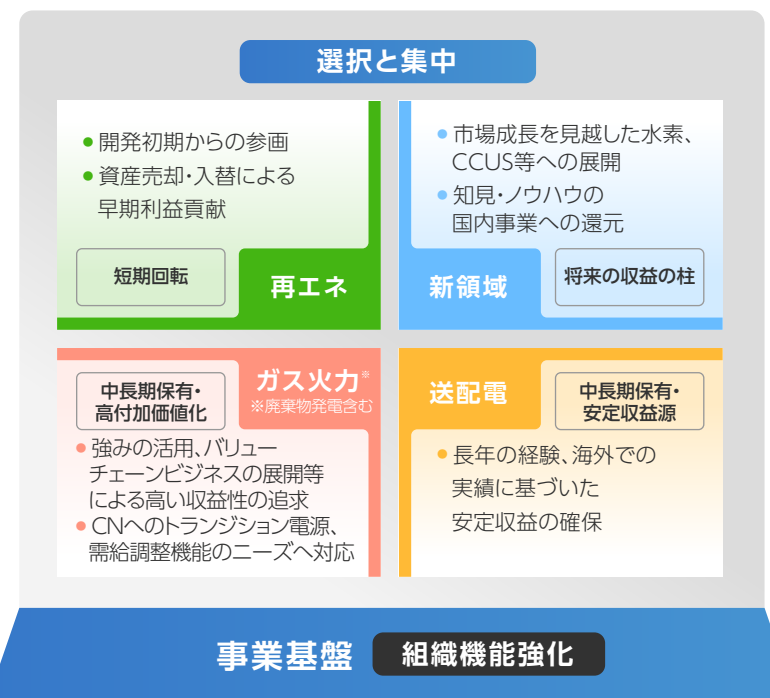 選択と集中
●開発初期からの参画
●資産売却・入替による
早期利益貢献
短期回転
再エネ
●市場成長を見越した水素、
CCUS等への展開
●知見・ノウハウの
国内事業への還元
新領域
将来の収益の柱
中長期保有・
高付加価値化
ガス火力※
※廃棄物発電含む
●強みの活用、バリュー
チェーンビジネスの展開等
による高い収益性の追求
●CNへのトランジション電源、
需給調整機能のニーズへ対応
送配電
中長期保有・
安定収益源
●長年の経験、海外での
実績に基づいた
安定収益の確保
事業基盤
組織機能強化